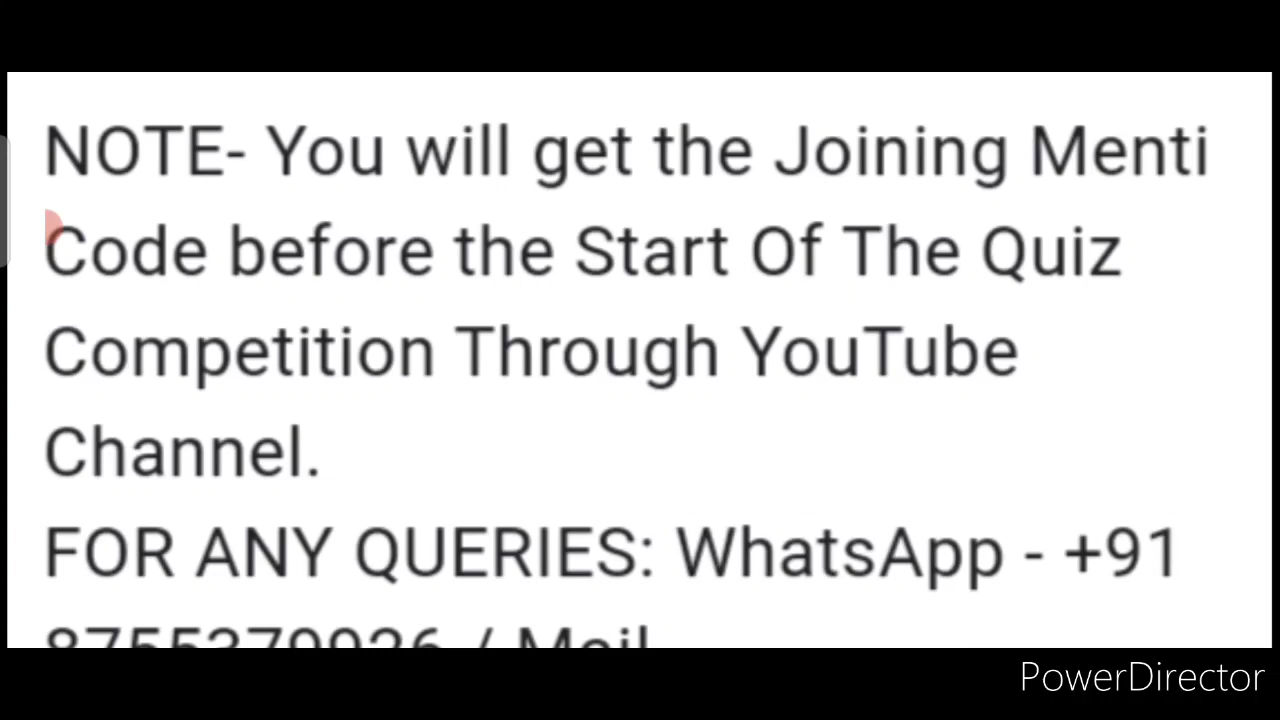 NOTE- You will get the Joining Menti
Code before the Start Of The Quiz
Competition Through YouTube
Channel.
FOR ANY QUERIES: WhatsApp - +91
/ Mail
PowerDirector